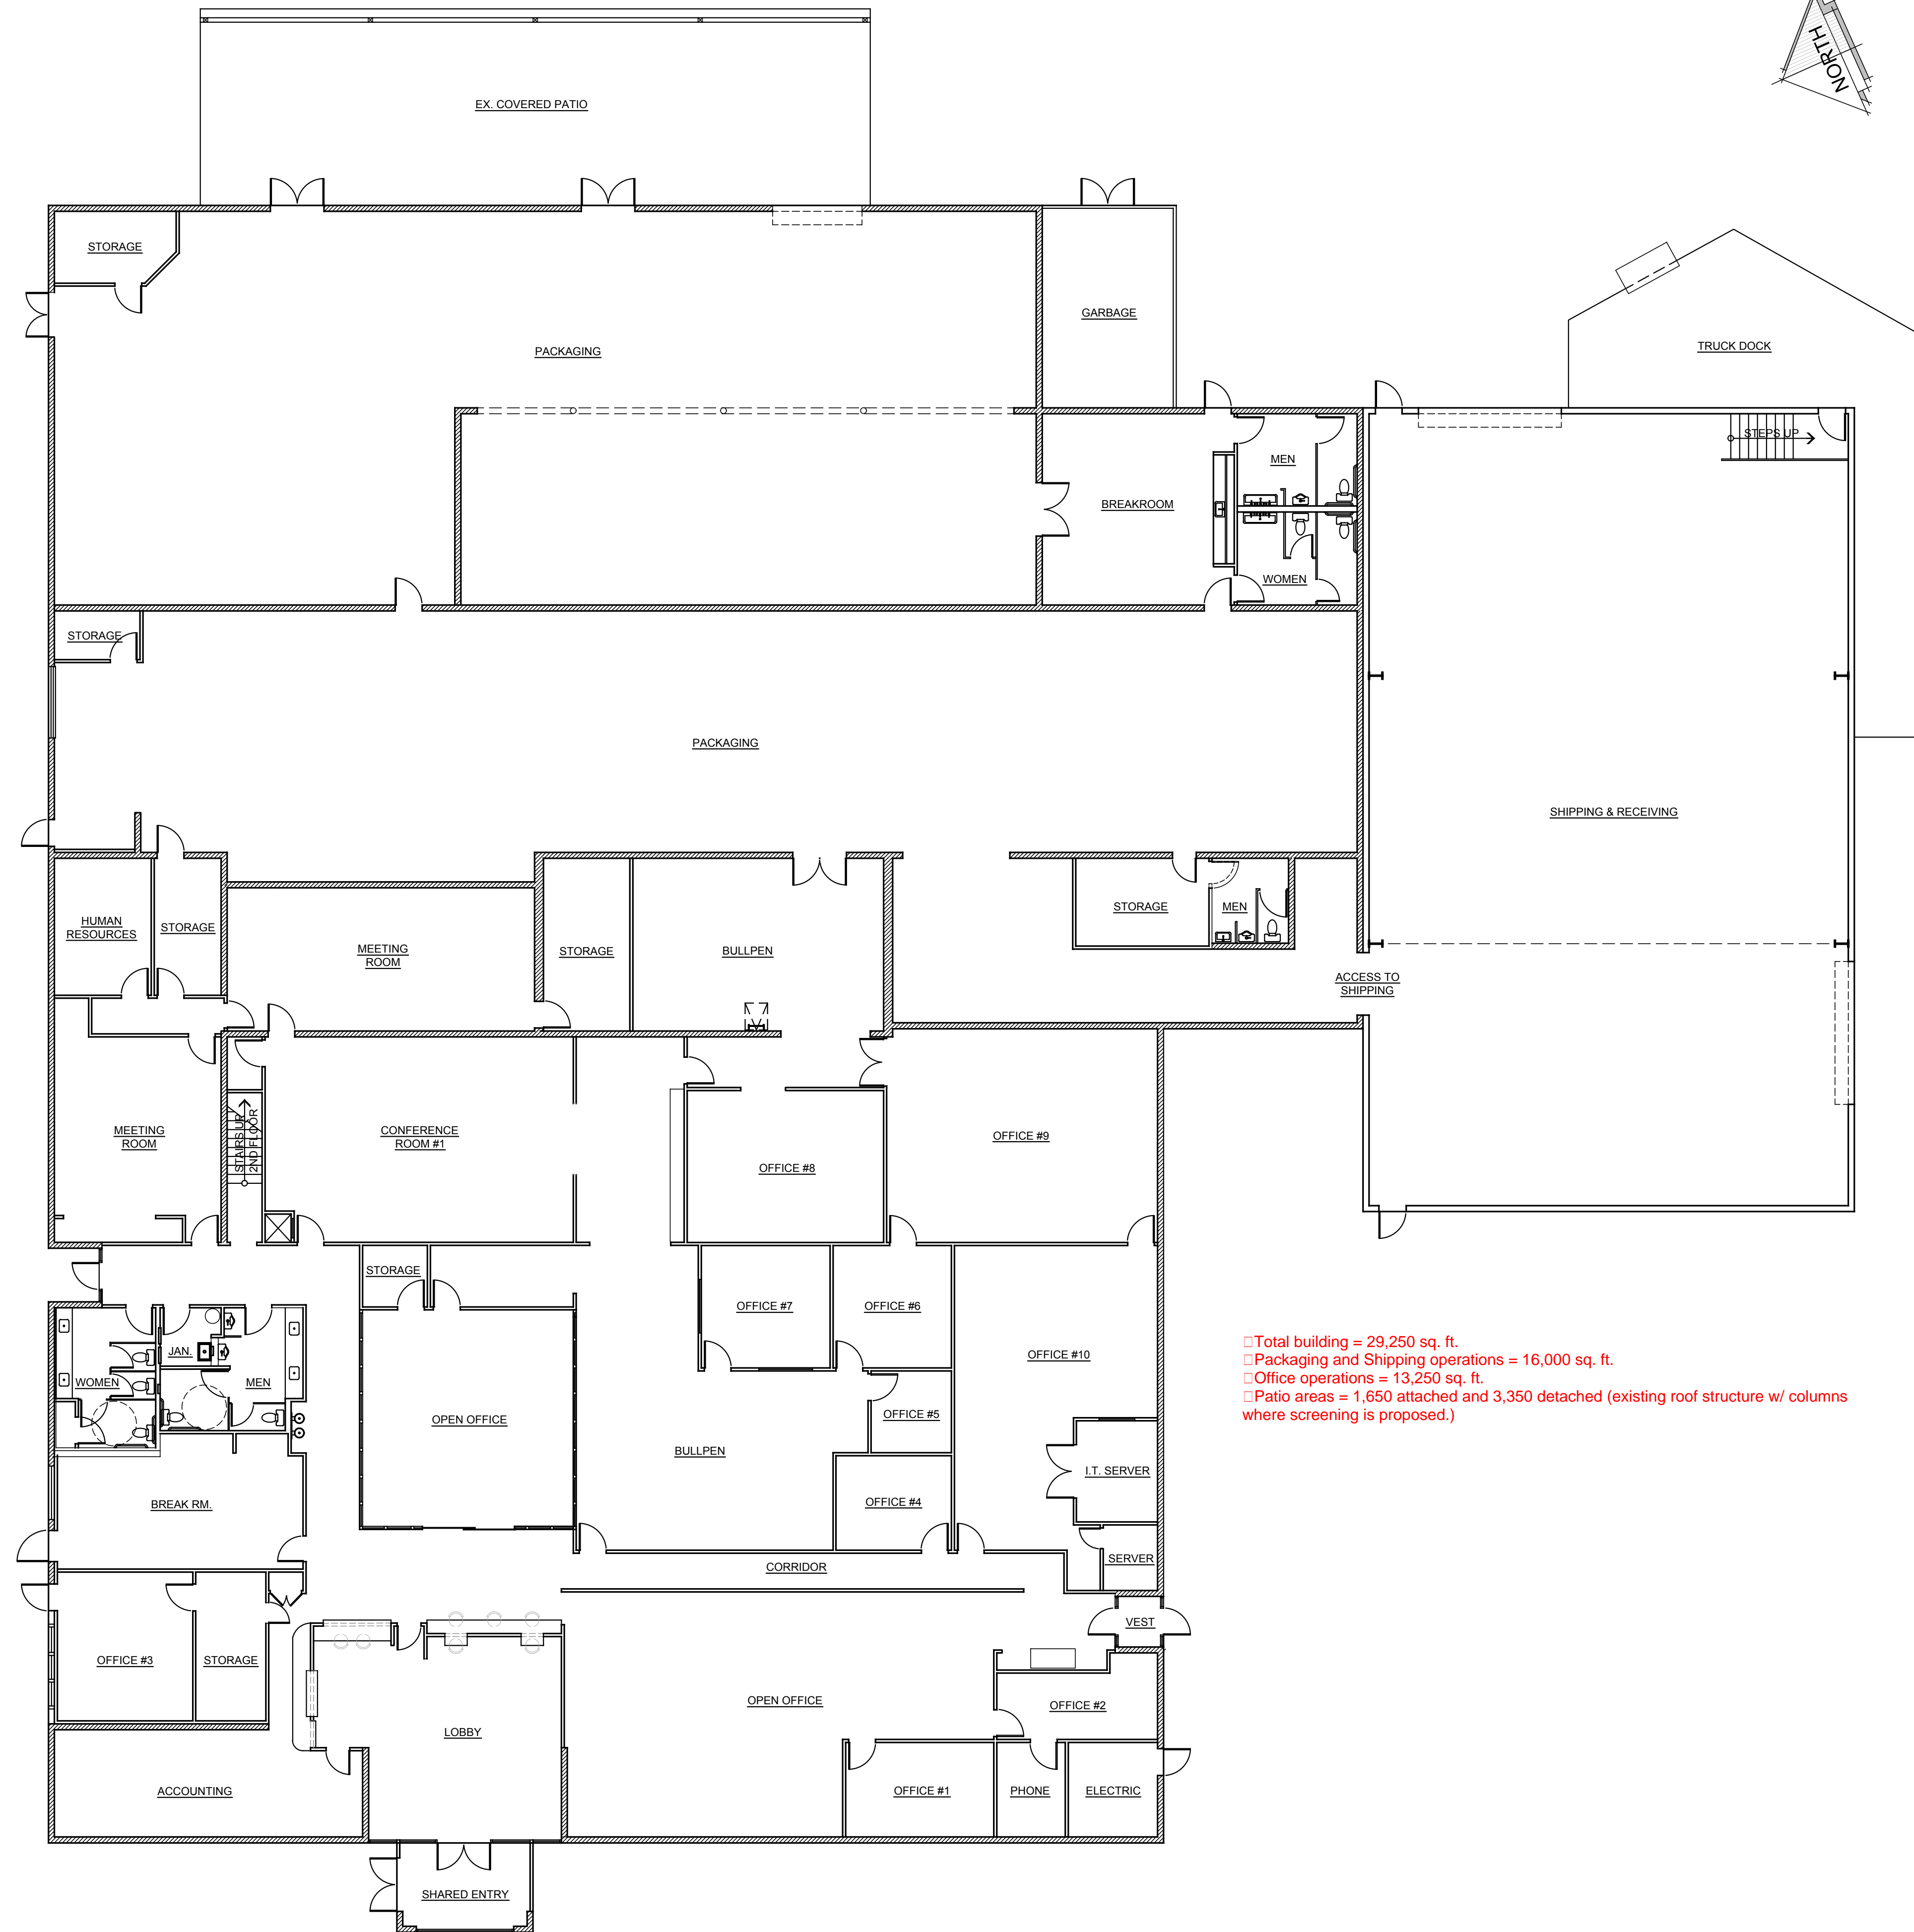 NORTH
EX. COVERED PATIO
STORAGE
GARBAGE
PACKAGING
TRUCK DOCK
STEPS UP
MEN
BREAKROOM
WOMEN
STORAGE
PACKAGING
SHIPPING & RECEIVING
HUMAN
RESOURCES
STORAGE
MEETING
ROOM
STORAGE
BULLPEN
STORAGE
MEN
ACCESS TO
SHIPPING
MEETING
ROOM
STAIRS UP
2ND FLOOR
CONFERENCE
ROOM #1
OFFICE #8
OFFICE #9
STORAGE
OFFICE #7
OFFICE #6
OFFICE #10
JAN.
WOMEN
MEN
OPEN OFFICE
OFFICE #5
BULLPEN
I.T. SERVER
BREAK RM.
OFFICE #4
CORRIDOR
SERVER
VEST
OFFICE #3
STORAGE
OPEN OFFICE
OFFICE #2
LOBBY
ACCOUNTING
OFFICE #1
PHONE
ELECTRIC
SHARED ENTRY
□Total building = 29,250 sq. ft.
□Packaging and Shipping operations = 16,000 sq. ft.
□Office operations = 13,250 sq. ft.
□Patio areas = 1,650 attached and 3,350 detached (existing roof structure w/ columns
where screening is proposed.)